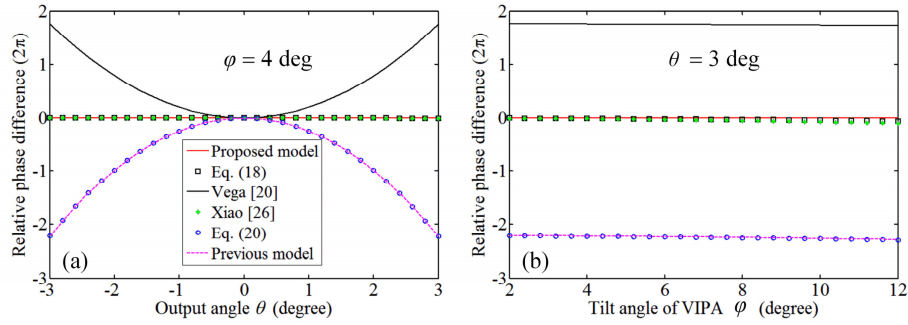 Relative phase difference (2π)
2
1
0
-1
-2
-3
φ = 4 deg
Proposed model
Eq. (18)
Vega [20]
Xiao [26]
Eq. (20)
Previous model
(a)
-3 -2 -1 0 1 2 3
Output angle θ (degree)
Relative phase difference (2π)
2
1
0
-1
-2
-3
θ = 3 deg
(b)
2 4 6 8 10 12
Tilt angle of VIPA φ (degree)